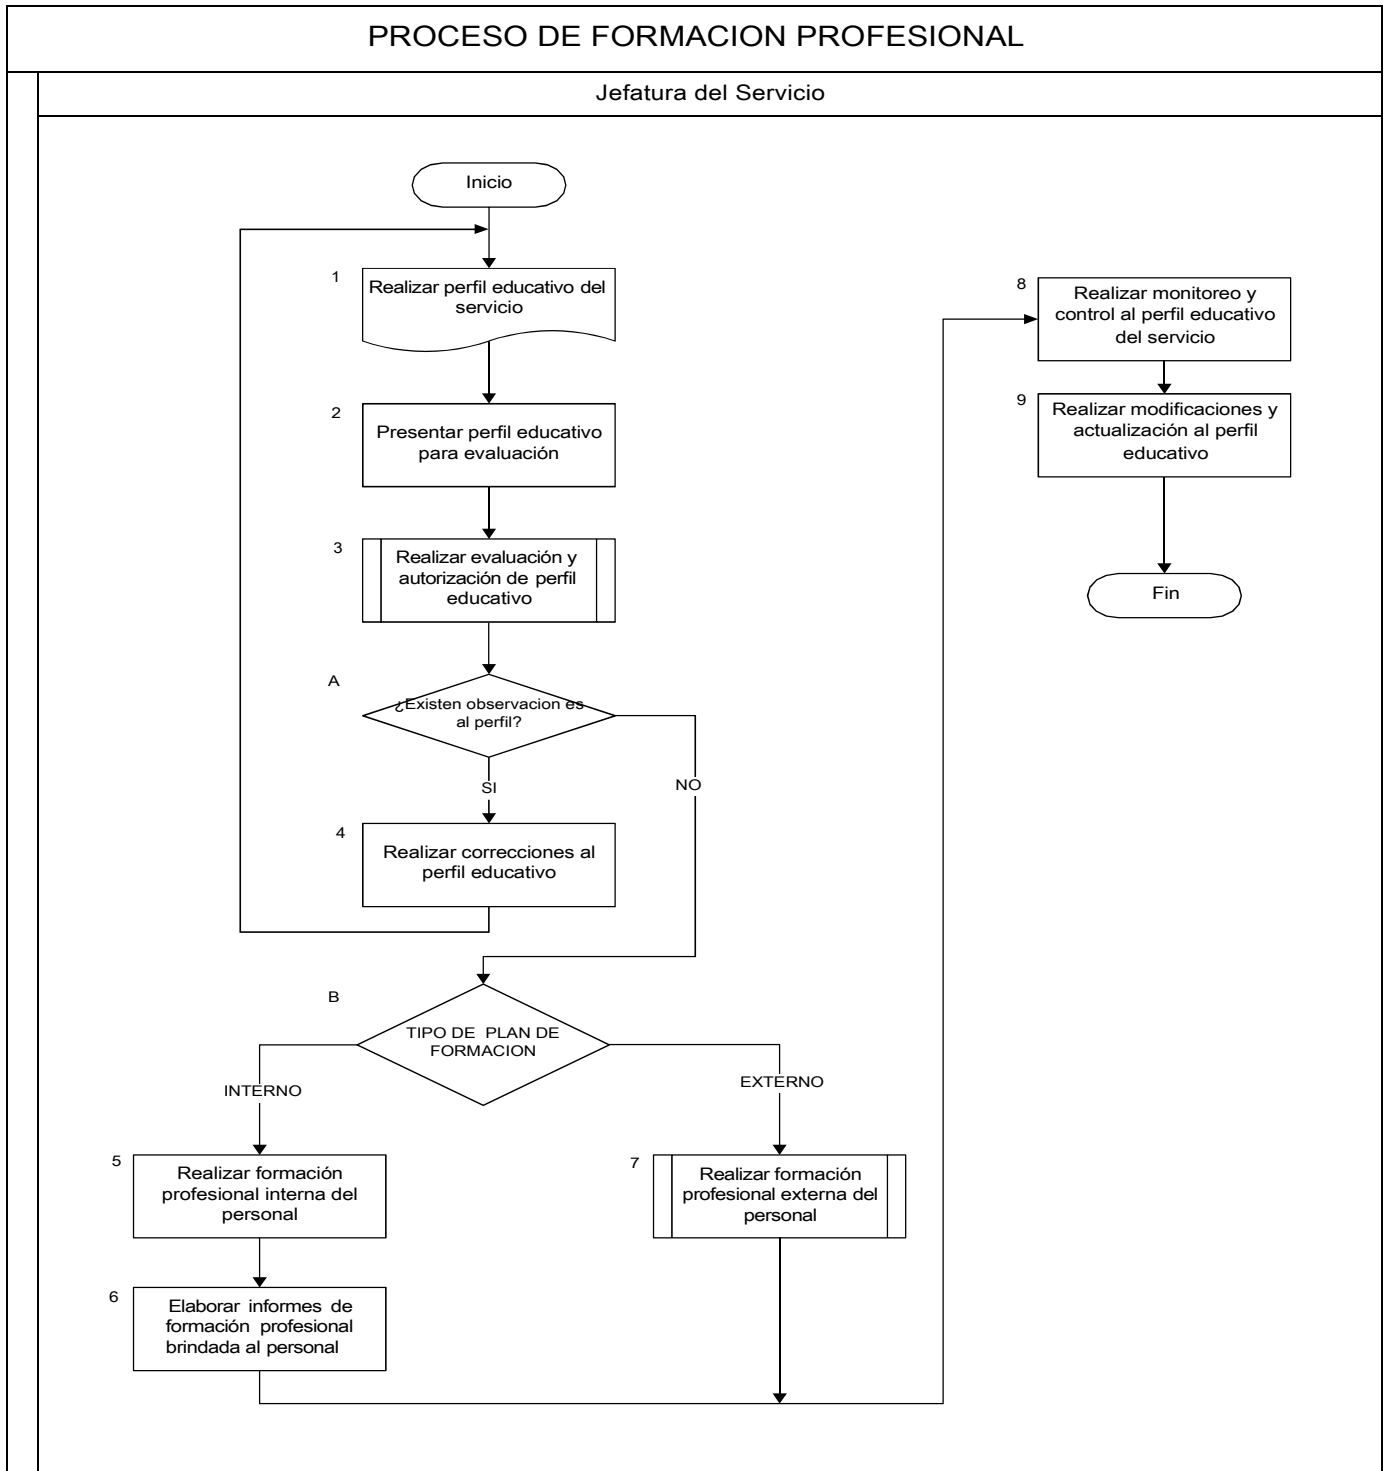 PROCESO DE FORMACION PROFESIONAL
Jefatura del Servicio
Inicio
1
Realizar perfil educativo del
servicio
2
Presentar perfil educativo
para evaluación
3
Realizar evaluación y
autorización de perfil
educativo
A
¿Existen observacion es
al perfil?
SI
NO
4
Realizar correcciones al
perfil educativo
B
TIPO DE PLAN DE
FORMACION
INTERNO
EXTERNO
5
Realizar formación
profesional interna del
personal
7
Realizar formación
profesional externa del
personal
6
Elaborar informes de
formación profesional
brindada al personal
8
Realizar monitoreo y
control al perfil educativo
del servicio
9
Realizar modificaciones y
actualización al perfil
educativo
Fin